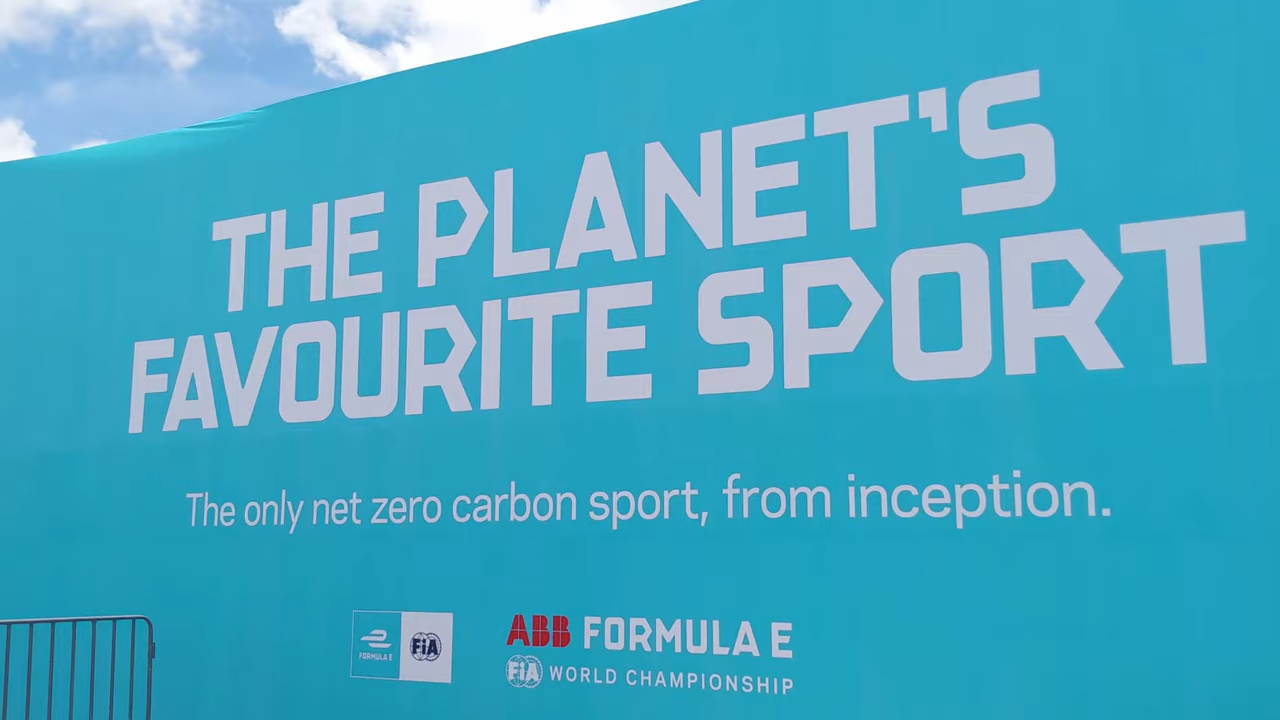 THE PLANET'S
FAVOURITE SPORT
The only net zero carbon sport, from inception.
FORMULA E
FIA
ABB FORMULA E
FIA WORLD CHAMPIONSHIP